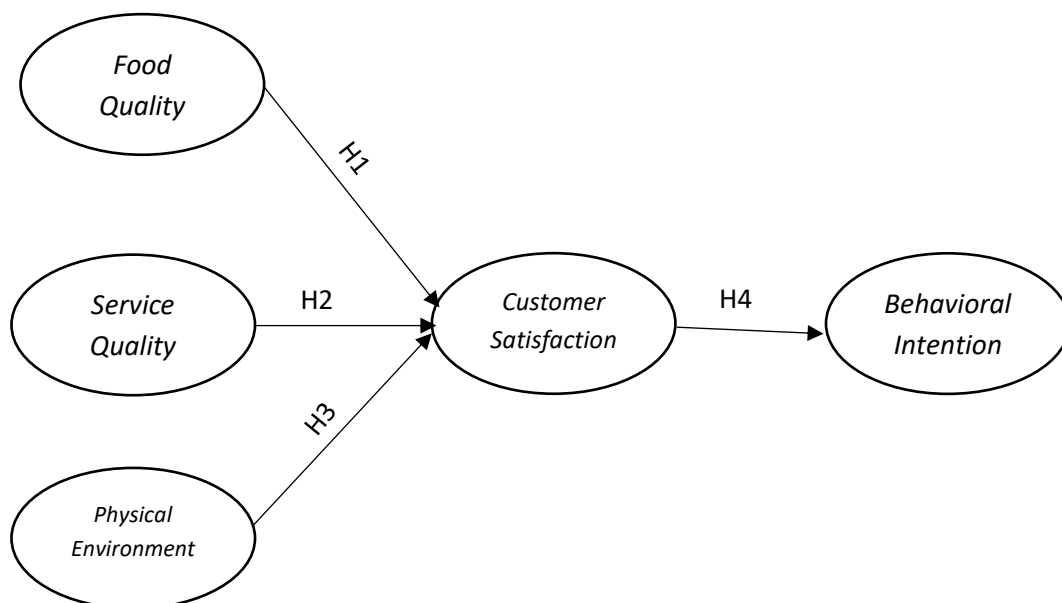 Food
Quality
H1
Service
Quality
H2
Customer
Satisfaction
H4
Behavioral
Intention
H3
Physical
Environment